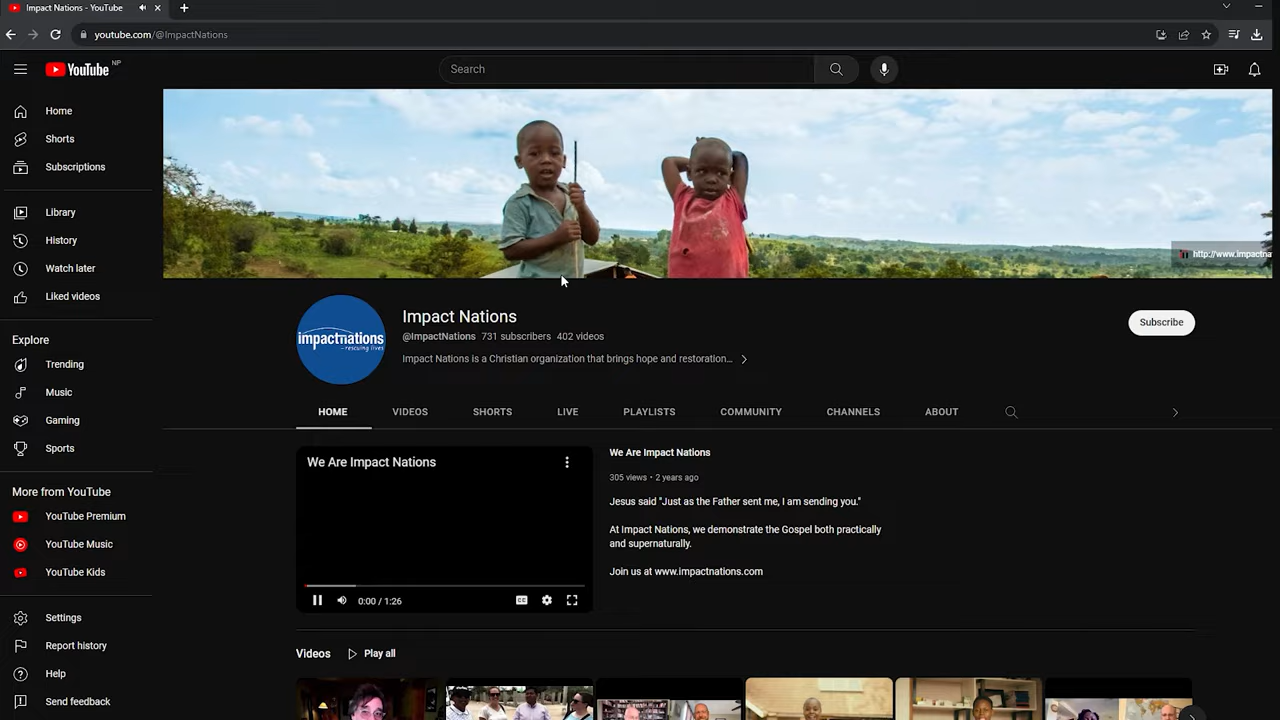 Impact Nations - YouTube
youtube.com/@ImpactNations
YouTube NP
Search
Home
Shorts
Subscriptions
Library
History
Watch later
Liked videos
Explore
Trending
Music
Gaming
Sports
More from YouTube
YouTube Premium
YouTube Music
YouTube Kids
Settings
Report history
Help
Send feedback
http://www.impactna
impactnations
rescuing lives
Impact Nations
@ImpactNations 731 subscribers 402 videos
Impact Nations is a Christian organization that brings hope and restoration...
Subscribe
HOME VIDEOS SHORTS LIVE PLAYLISTS COMMUNITY CHANNELS ABOUT
We Are Impact Nations
0:00 / 1:26
CC
We Are Impact Nations
305 views • 2 years ago
Jesus said "Just as the Father sent me, I am sending you."
At Impact Nations, we demonstrate the Gospel both practically
and supernaturally.
Join us at www.impactnations.com
Videos Play all